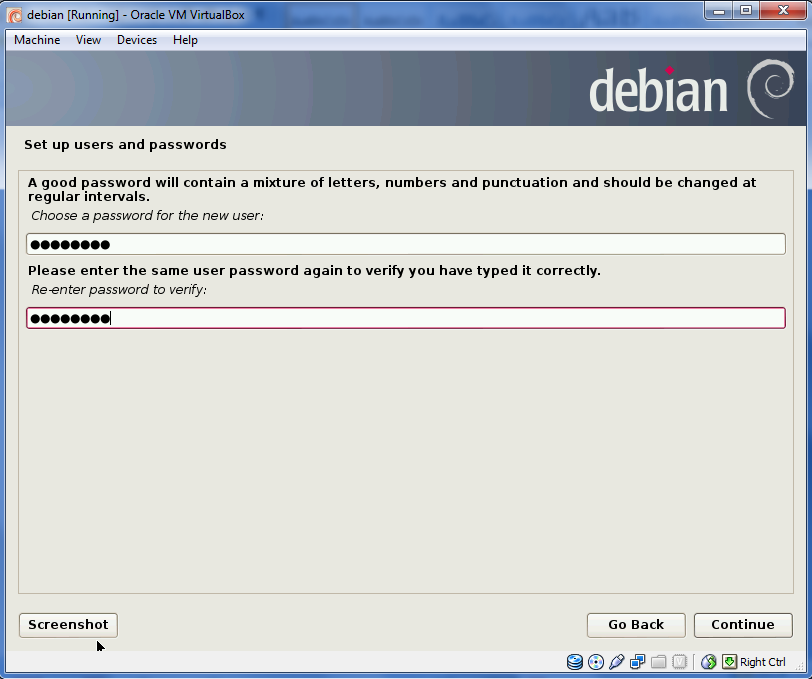 debian [Running] - Oracle VM VirtualBox
Machine View Devices Help
debian
Set up users and passwords
A good password will contain a mixture of letters, numbers and punctuation and should be changed at
regular intervals.
Choose a password for the new user:
●●●●●●●●
Please enter the same user password again to verify you have typed it correctly.
Re-enter password to verify:
●●●●●●●●
Screenshot Go Back Continue
Right Ctrl